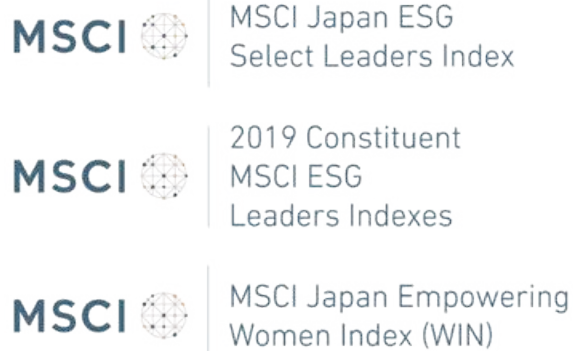 MSCI
MSCI Japan ESG
Select Leaders Index
MSCI
2019 Constituent
MSCI ESG
Leaders Indexes
MSCI
MSCI Japan Empowering
Women Index (WIN)